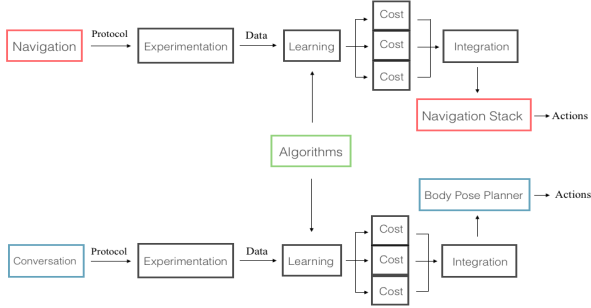 Navigation
Protocol
Experimentation
Data
Learning
Cost
Cost
Cost
Integration
Navigation Stack
Actions
Algorithms
Body Pose Planner
Actions
Conversation
Protocol
Experimentation
Data
Learning
Cost
Cost
Cost
Integration